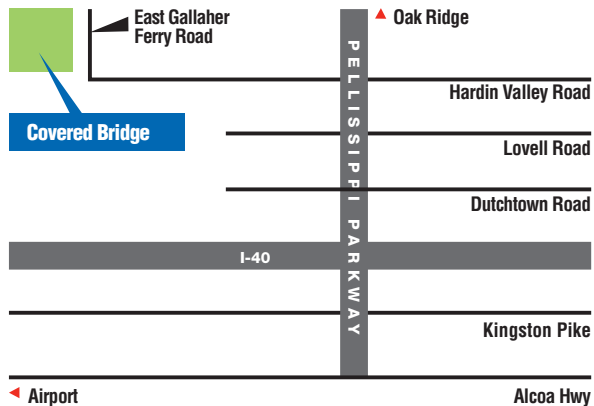 East Gallaher
Ferry Road
▲ Oak Ridge
PELLISSIPPI PARKWAY
Hardin Valley Road
Covered Bridge
Lovell Road
Dutchtown Road
I-40
Kingston Pike
◄ Airport
Alcoa Hwy